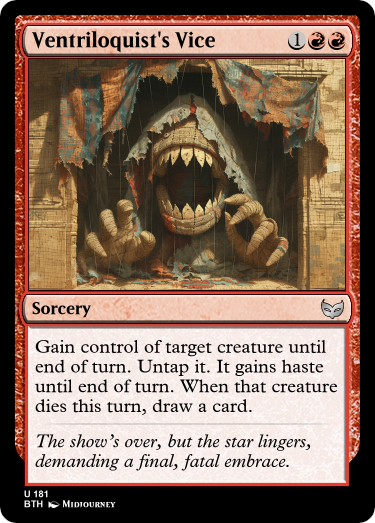 Ventriloquist's Vice 1
Sorcery
Gain control of target creature until
end of turn. Untap it. It gains haste
until end of turn. When that creature
dies this turn, draw a card.
The show's over, but the star lingers,
demanding a final, fatal embrace.
U 181
BTH Midjourney